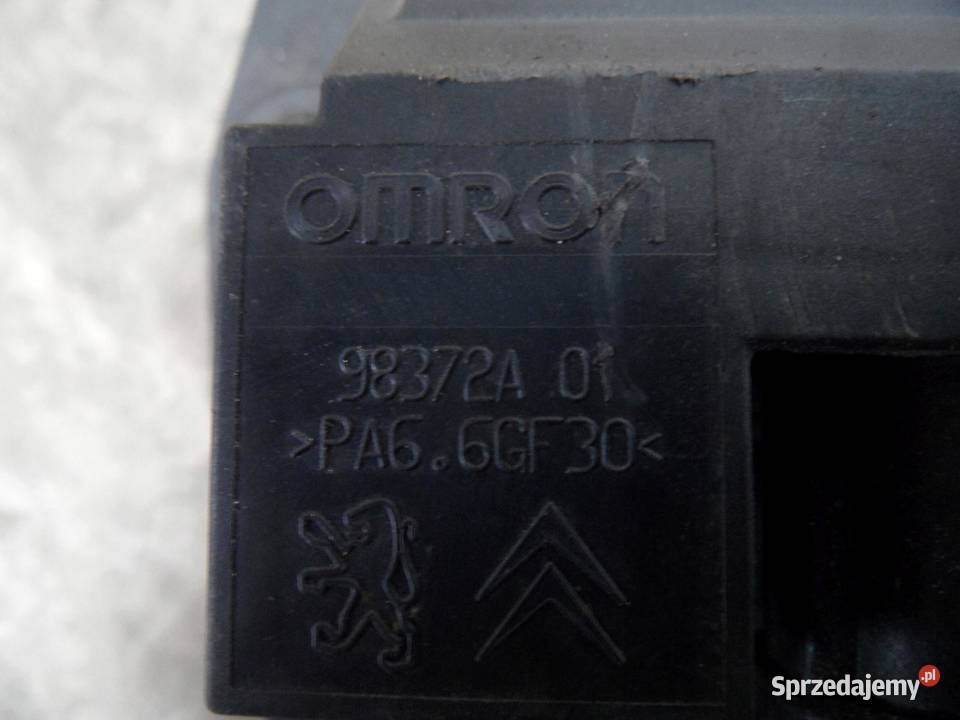 omron
98372A 01
>PA6.6GF30<
Sprzedajemy.pl